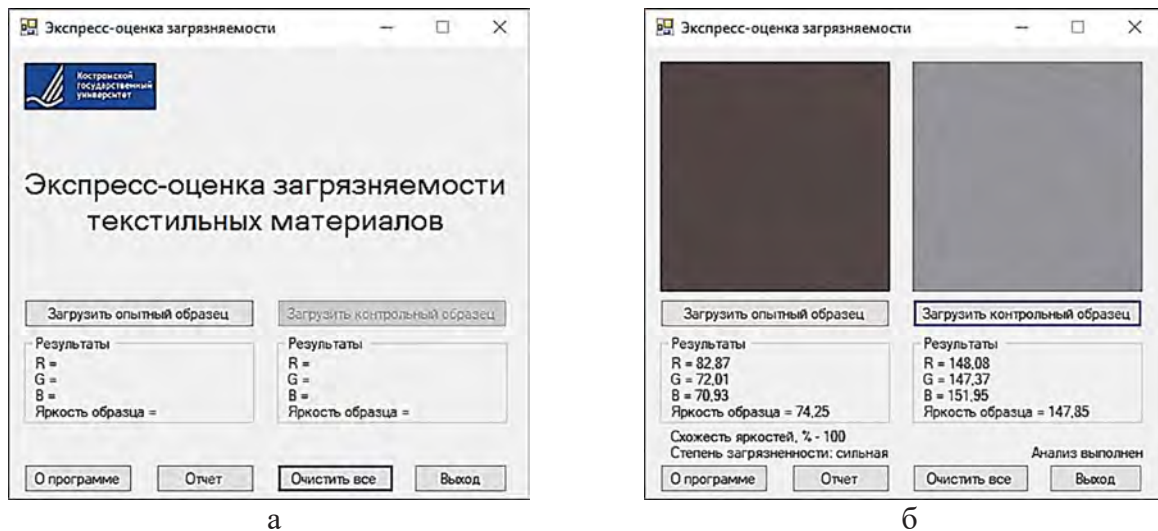 Экспресс-оценка загрязняемости
Костромской
государственный
университет
Экспресс-оценка загрязняемости
текстильных материалов
Загрузить опытный образец
Загрузить контрольный образец
Результаты
R =
G =
B =
Яркость образца =
Результаты
R =
G =
B =
Яркость образца =
О программе
Отчет
Очистить все
Выход
а
Экспресс-оценка загрязняемости
Загрузить опытный образец
Загрузить контрольный образец
Результаты
R = 82,87
G = 72,01
B = 70,93
Яркость образца = 74,25
Результаты
R = 148,08
G = 147,37
B = 151,95
Яркость образца = 147,85
Схожесть яркостей, % - 100
Степень загрязненности: сильная
Анализ выполнен
О программе
Отчет
Очистить все
Выход
б